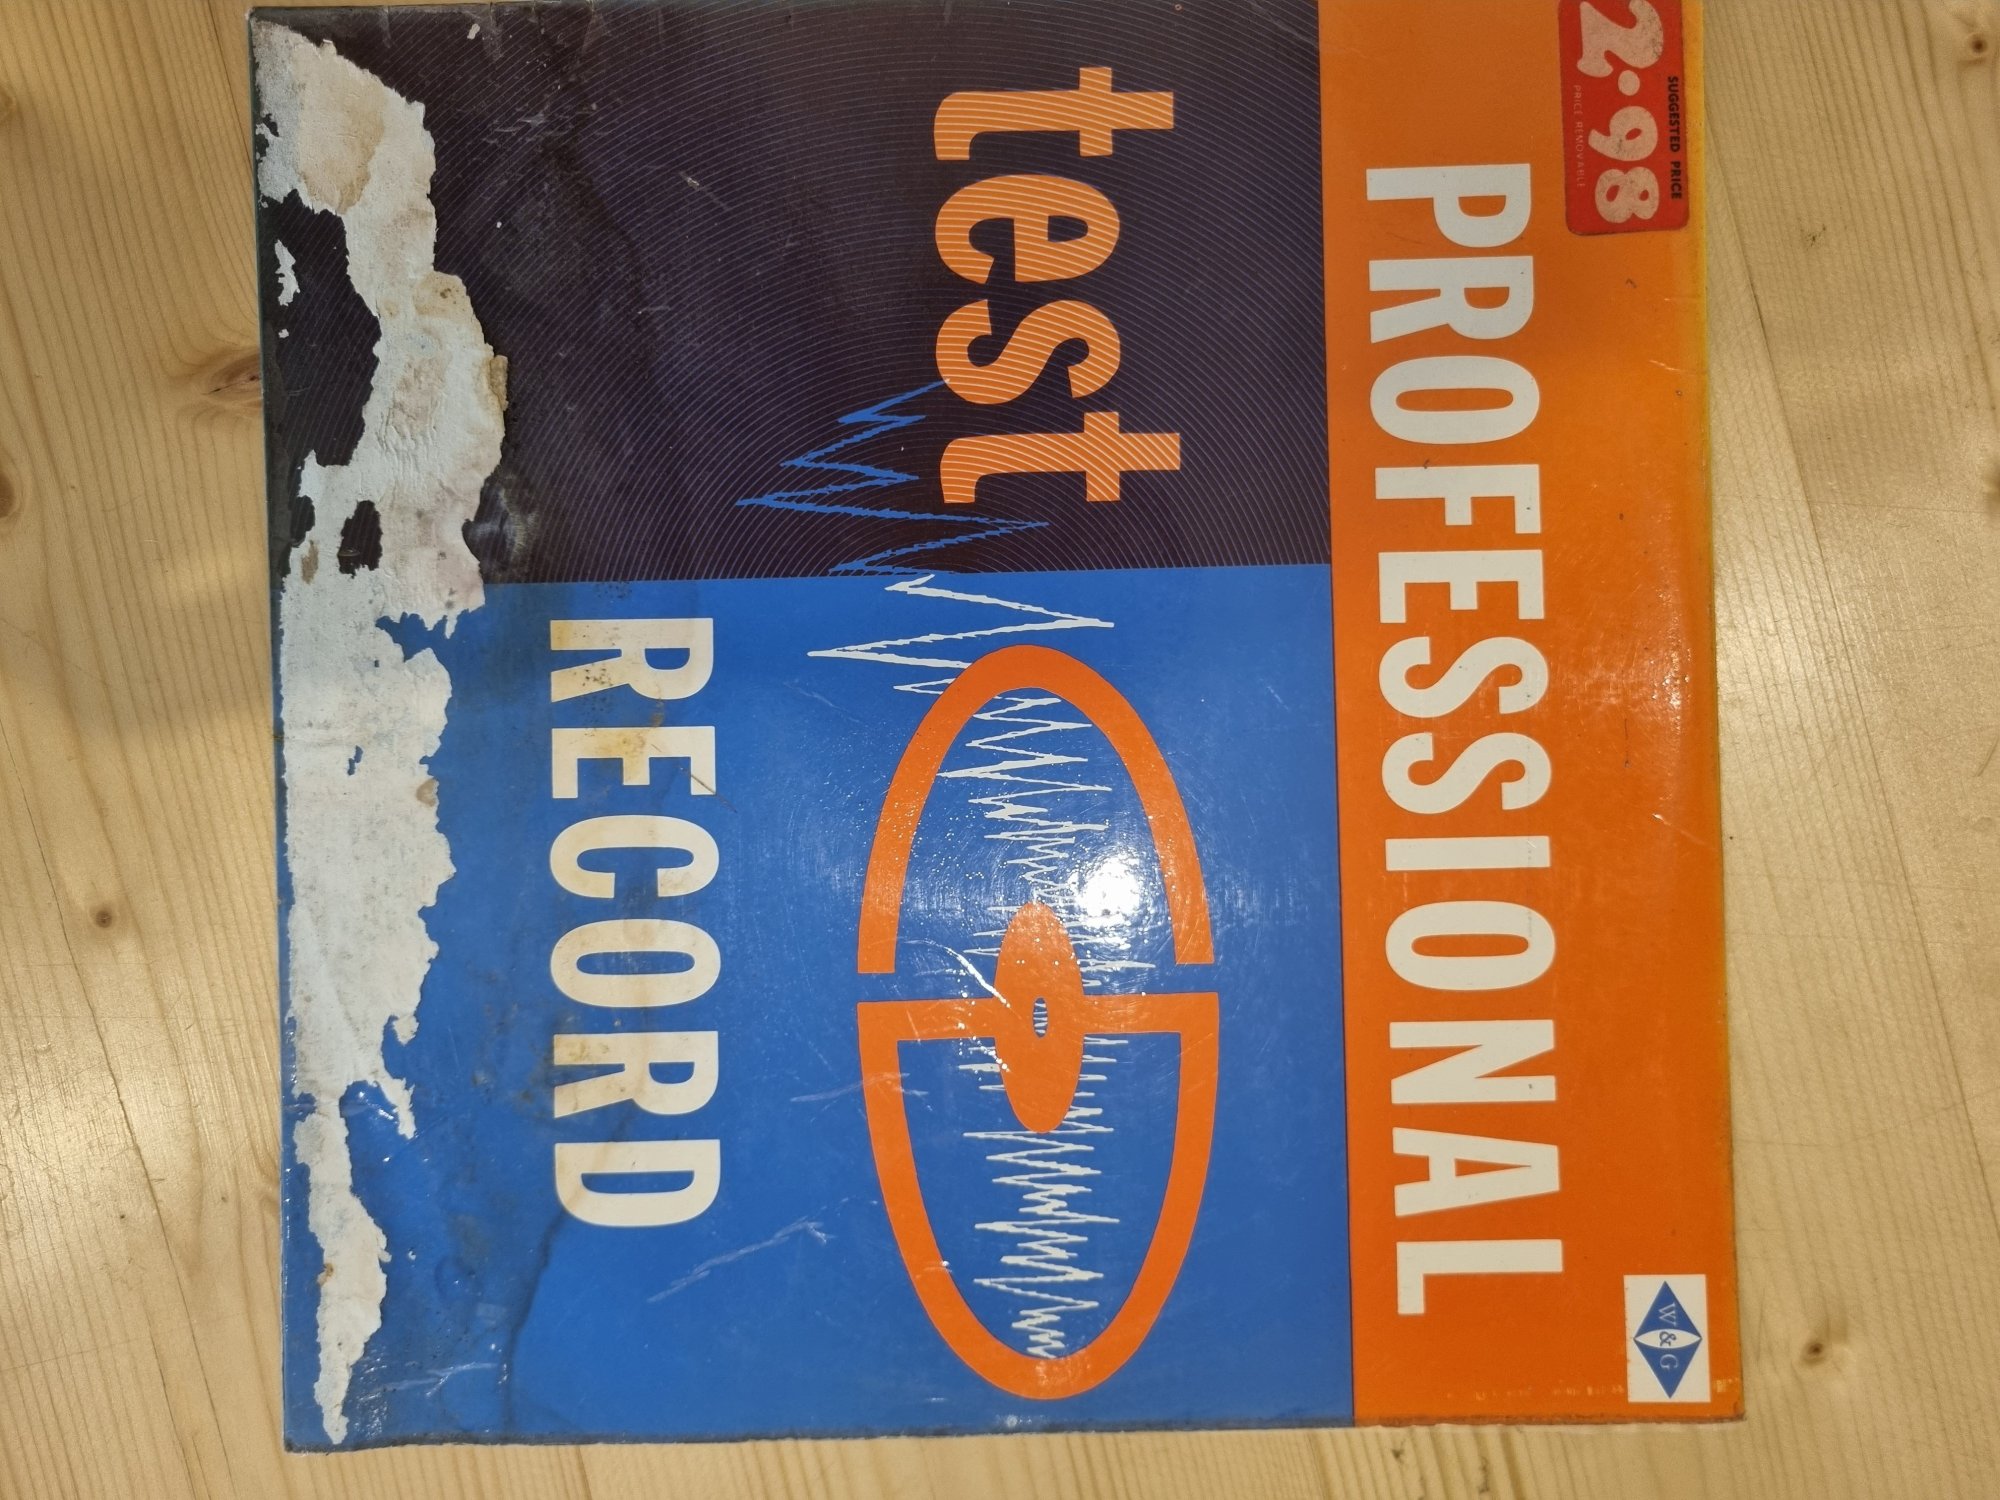 SUGGESTED PRICE
2.98
PRICE REMOVABLE
PROFESSIONAL
W & G
test
RECORD